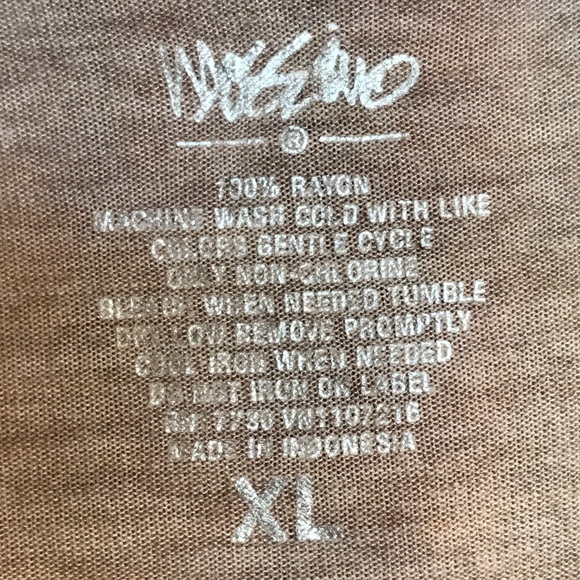 Mossimo
®
100% RAYON
MACHINE WASH COLD WITH LIKE
COLORS GENTLE CYCLE
ONLY NON-CHLORINE
BLEACH WHEN NEEDED TUMBLE
DRY LOW REMOVE PROMPTLY
COOL IRON WHEN NEEDED
DO NOT IRON ON LABEL
VN1107216
MADE IN INDONESIA
XL